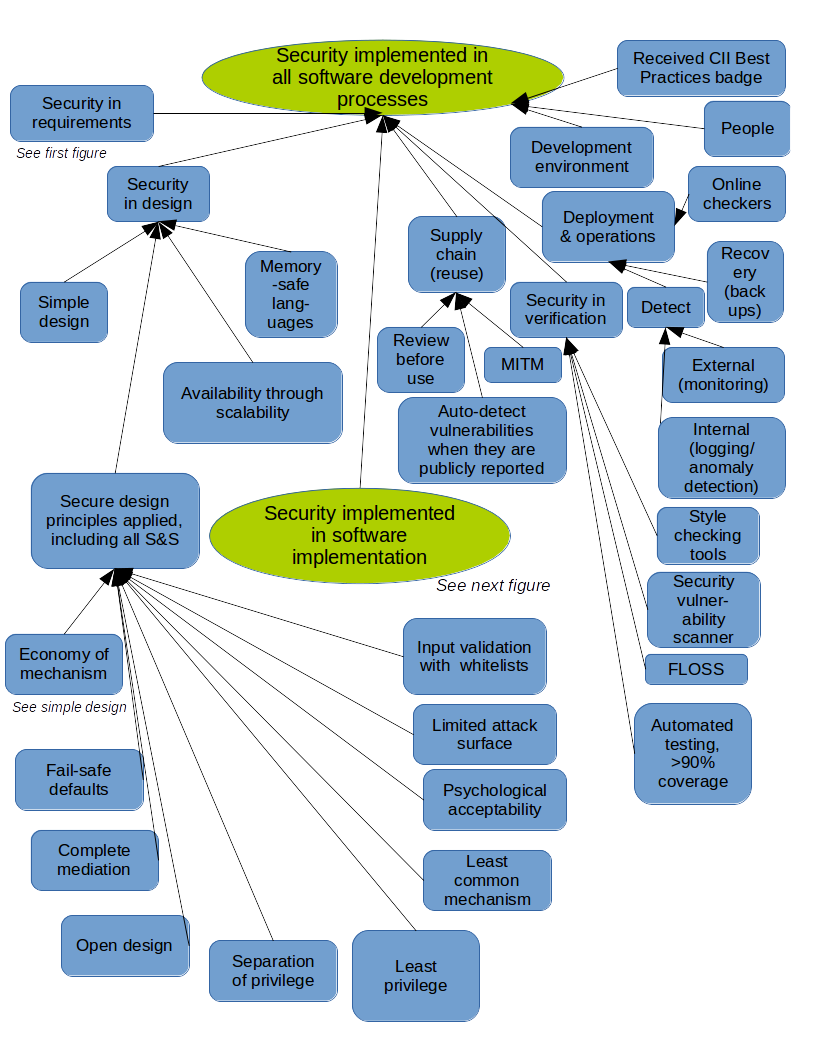 Security implemented in
all software development
processes
Received CII Best
Practices badge
Security in
requirements
See first figure
People
Development
environment
Security
in design
Online
checkers
Deployment
& operations
Supply
chain
(reuse)
Recov
ery
(back
ups)
Memory
-safe
lang-
uages
Simple
design
Security in
verification
Detect
Review
before
use
MITM
External
(monitoring)
Availability through
scalability
Auto-detect
vulnerabilities
when they are
publicly reported
Internal
(logging/
anomaly
detection)
Secure design
principles applied,
including all S&S
Security implemented
in software
implementation
See next figure
Style
checking
tools
Security
vulner-
ability
scanner
FLOSS
Economy of
mechanism
See simple design
Input validation
with  whitelists
Limited attack
surface
Automated
testing,
>90%
coverage
Fail-safe
defaults
Psychological
acceptability
Complete
mediation
Least
common
mechanism
Open design
Separation
of privilege
Least
privilege